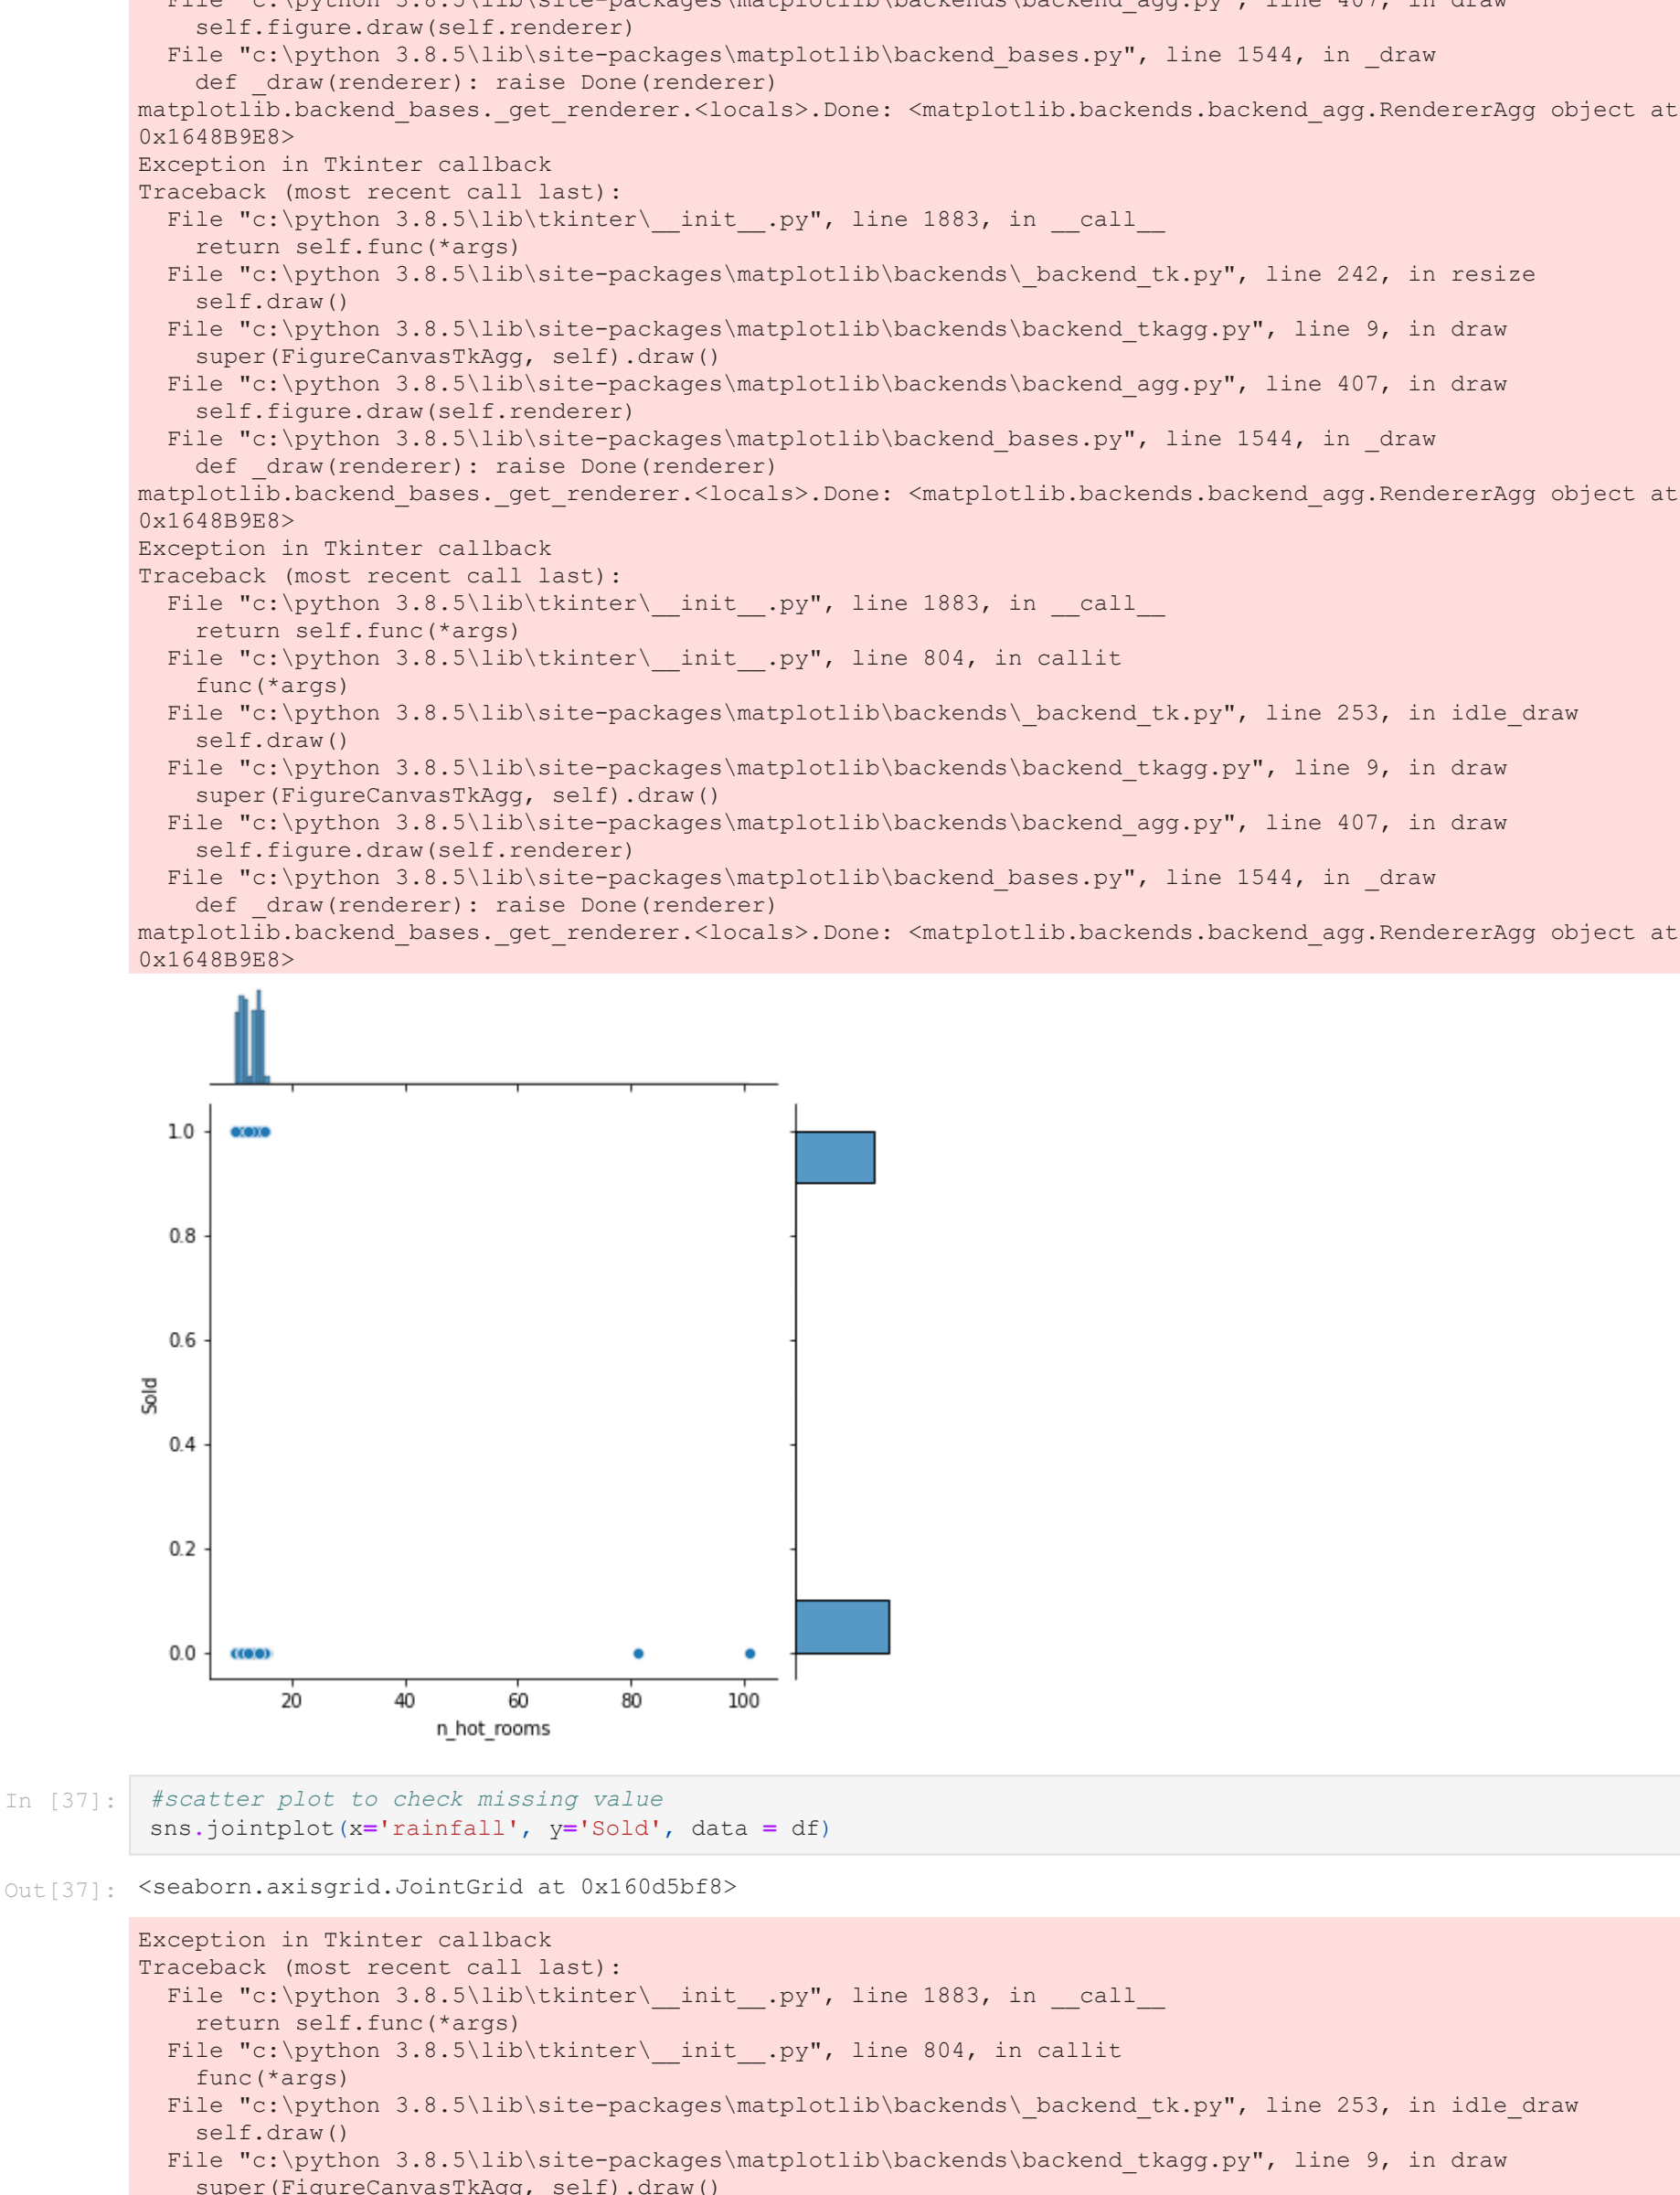 File "c:\python 3.8.5\lib\site-packages\matplotlib\backends\backend_agg.py", line 407, in draw
    self.figure.draw(self.renderer)
  File "c:\python 3.8.5\lib\site-packages\matplotlib\backend_bases.py", line 1544, in _draw
    def _draw(renderer): raise Done(renderer)
matplotlib.backend_bases._get_renderer.<locals>.Done: <matplotlib.backends.backend_agg.RendererAgg object at
0x1648B9E8>
Exception in Tkinter callback
Traceback (most recent call last):
  File "c:\python 3.8.5\lib\tkinter\__init__.py", line 1883, in __call__
    return self.func(*args)
  File "c:\python 3.8.5\lib\site-packages\matplotlib\backends\_backend_tk.py", line 242, in resize
    self.draw()
  File "c:\python 3.8.5\lib\site-packages\matplotlib\backends\backend_tkagg.py", line 9, in draw
    super(FigureCanvasTkAgg, self).draw()
  File "c:\python 3.8.5\lib\site-packages\matplotlib\backends\backend_agg.py", line 407, in draw
    self.figure.draw(self.renderer)
  File "c:\python 3.8.5\lib\site-packages\matplotlib\backend_bases.py", line 1544, in _draw
    def _draw(renderer): raise Done(renderer)
matplotlib.backend_bases._get_renderer.<locals>.Done: <matplotlib.backends.backend_agg.RendererAgg object at
0x1648B9E8>
Exception in Tkinter callback
Traceback (most recent call last):
  File "c:\python 3.8.5\lib\tkinter\__init__.py", line 1883, in __call__
    return self.func(*args)
  File "c:\python 3.8.5\lib\tkinter\__init__.py", line 804, in callit
    func(*args)
  File "c:\python 3.8.5\lib\site-packages\matplotlib\backends\_backend_tk.py", line 253, in idle_draw
    self.draw()
  File "c:\python 3.8.5\lib\site-packages\matplotlib\backends\backend_tkagg.py", line 9, in draw
    super(FigureCanvasTkAgg, self).draw()
  File "c:\python 3.8.5\lib\site-packages\matplotlib\backends\backend_agg.py", line 407, in draw
    self.figure.draw(self.renderer)
  File "c:\python 3.8.5\lib\site-packages\matplotlib\backend_bases.py", line 1544, in _draw
    def _draw(renderer): raise Done(renderer)
matplotlib.backend_bases._get_renderer.<locals>.Done: <matplotlib.backends.backend_agg.RendererAgg object at
0x1648B9E8>
1.0
0.8
0.6
Sold
0.4
0.2
0.0
20 40 60 80 100
n_hot_rooms
In [37]: #scatter plot to check missing value
sns.jointplot(x='rainfall', y='Sold', data = df)
Out[37]: <seaborn.axisgrid.JointGrid at 0x160d5bf8>
Exception in Tkinter callback
Traceback (most recent call last):
  File "c:\python 3.8.5\lib\tkinter\__init__.py", line 1883, in __call__
    return self.func(*args)
  File "c:\python 3.8.5\lib\tkinter\__init__.py", line 804, in callit
    func(*args)
  File "c:\python 3.8.5\lib\site-packages\matplotlib\backends\_backend_tk.py", line 253, in idle_draw
    self.draw()
  File "c:\python 3.8.5\lib\site-packages\matplotlib\backends\backend_tkagg.py", line 9, in draw
    super(FigureCanvasTkAgg, self).draw()